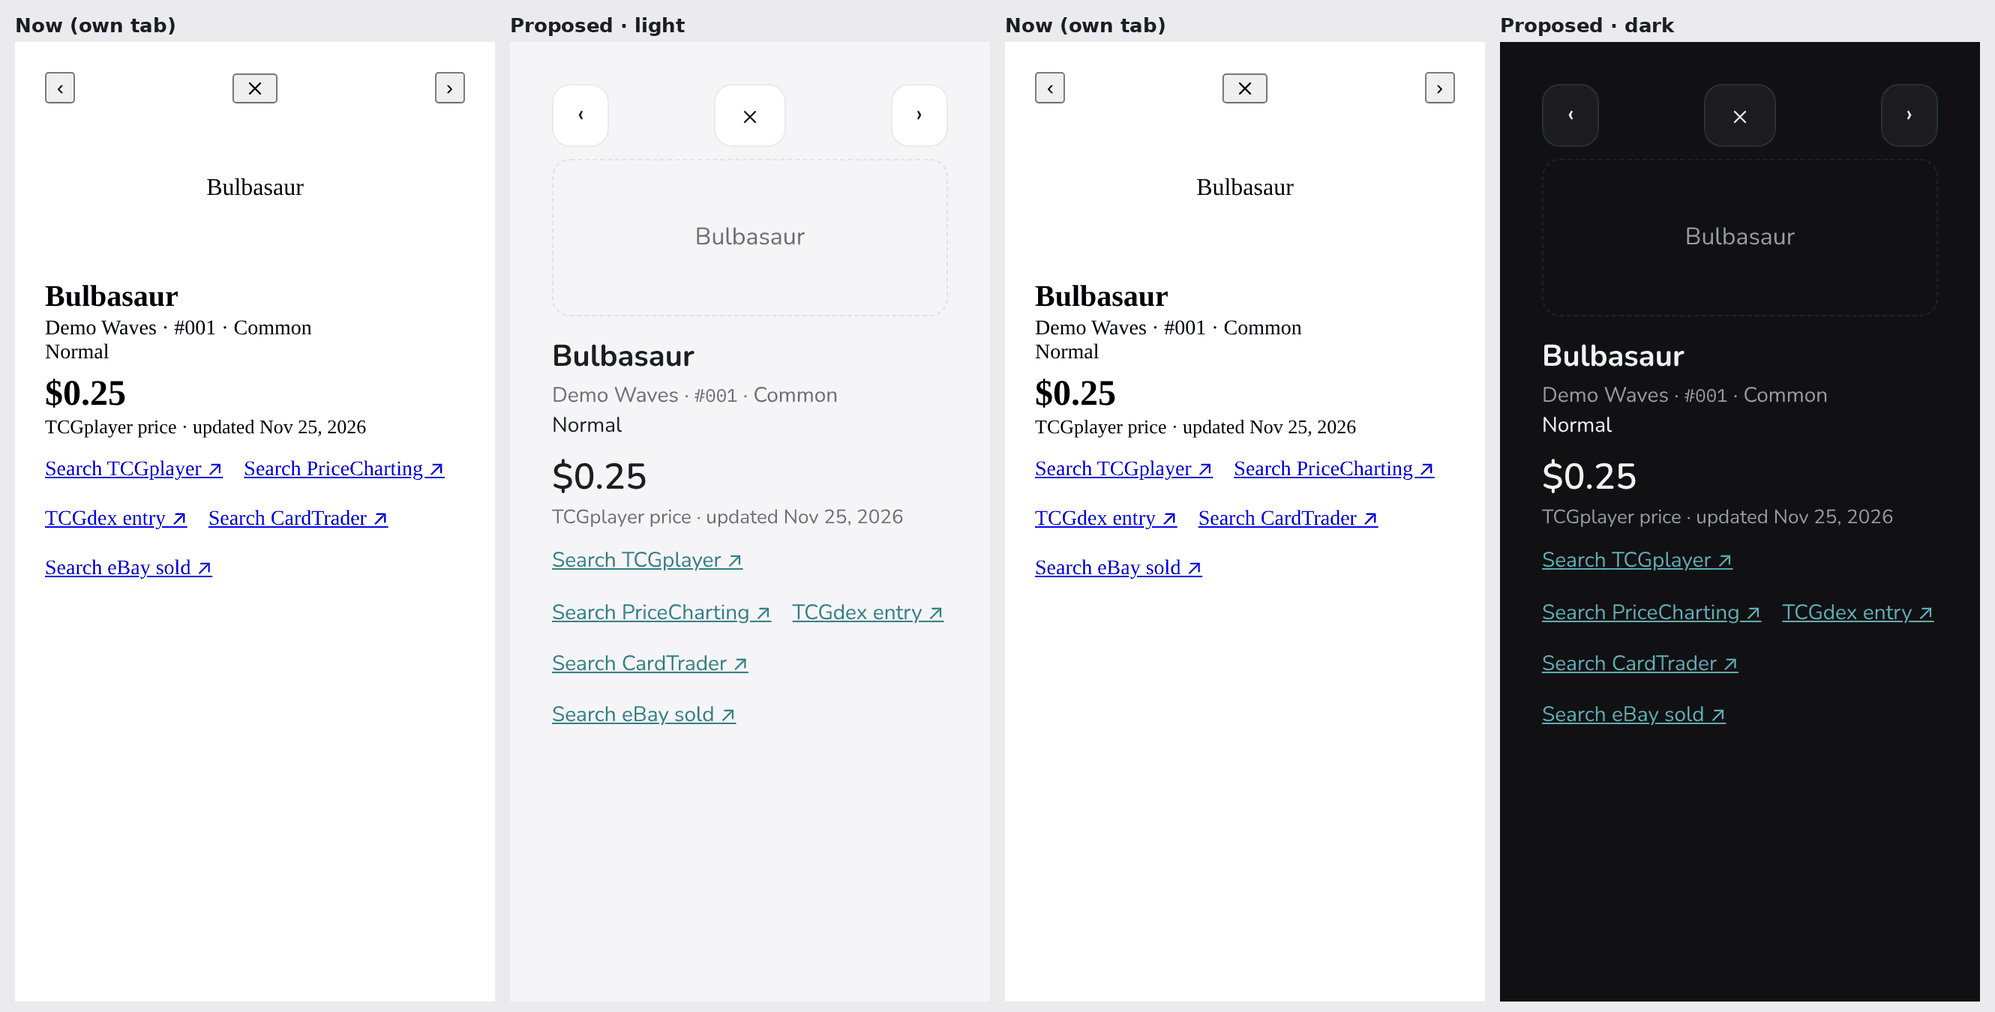 Now (own tab)
‹ × ›
Bulbasaur
Bulbasaur
Demo Waves · #001 · Common
Normal
$0.25
TCGplayer price · updated Nov 25, 2026
Search TCGplayer ↗ Search PriceCharting ↗
TCGdex entry ↗ Search CardTrader ↗
Search eBay sold ↗
Proposed · light
‹ × ›
Bulbasaur
Bulbasaur
Demo Waves · #001 · Common
Normal
$0.25
TCGplayer price · updated Nov 25, 2026
Search TCGplayer ↗
Search PriceCharting ↗ TCGdex entry ↗
Search CardTrader ↗
Search eBay sold ↗
Now (own tab)
‹ × ›
Bulbasaur
Bulbasaur
Demo Waves · #001 · Common
Normal
$0.25
TCGplayer price · updated Nov 25, 2026
Search TCGplayer ↗ Search PriceCharting ↗
TCGdex entry ↗ Search CardTrader ↗
Search eBay sold ↗
Proposed · dark
‹ × ›
Bulbasaur
Bulbasaur
Demo Waves · #001 · Common
Normal
$0.25
TCGplayer price · updated Nov 25, 2026
Search TCGplayer ↗
Search PriceCharting ↗ TCGdex entry ↗
Search CardTrader ↗
Search eBay sold ↗